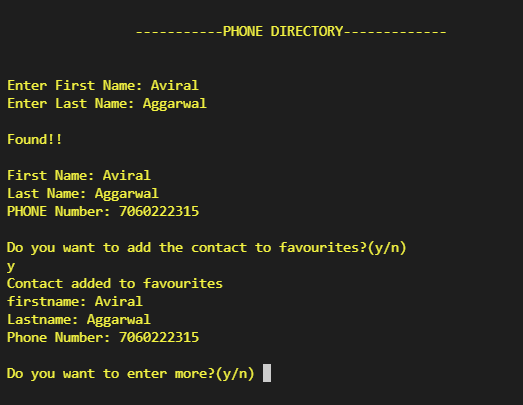 -----------PHONE DIRECTORY-------------
Enter First Name: Aviral
Enter Last Name: Aggarwal
Found!!
First Name: Aviral
Last Name: Aggarwal
PHONE Number: 7060222315
Do you want to add the contact to favourites?(y/n)
y
Contact added to favourites
firstname: Aviral
Lastname: Aggarwal
Phone Number: 7060222315
Do you want to enter more?(y/n)